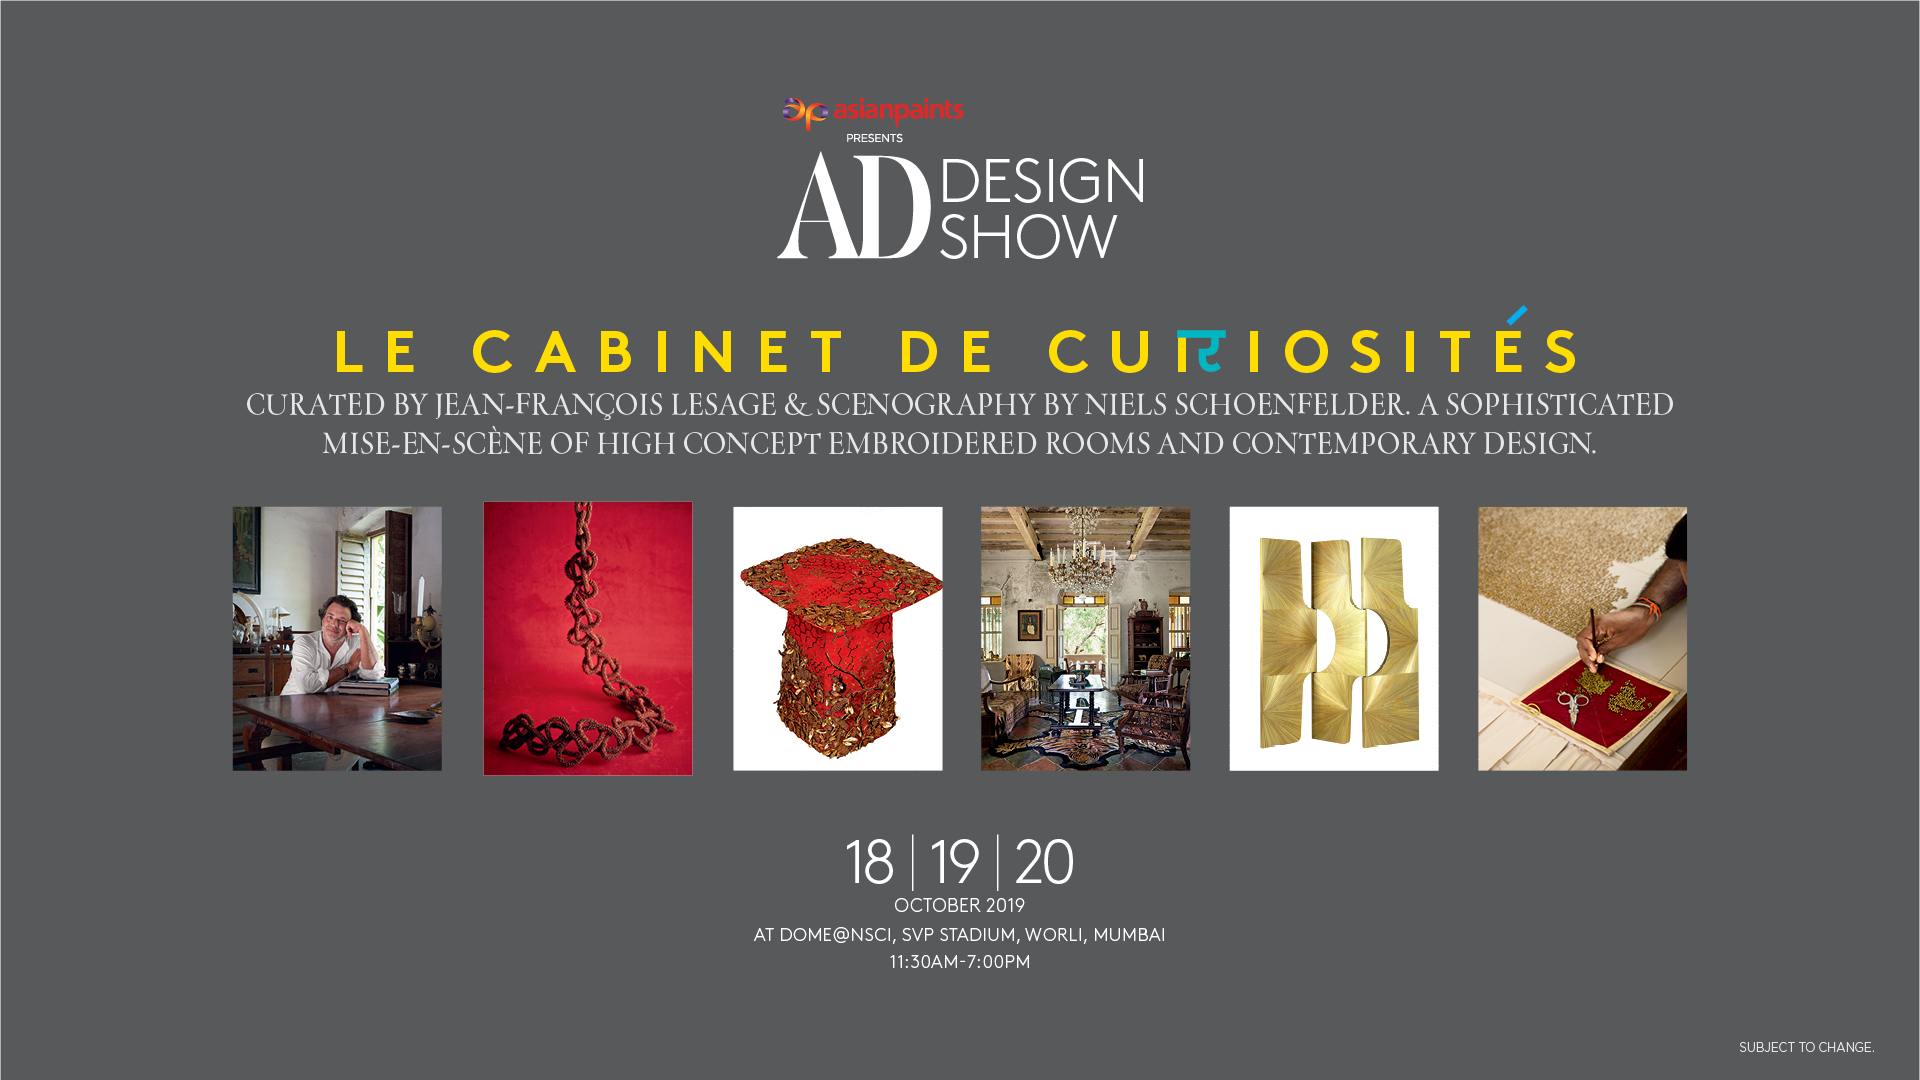 asianpaints
PRESENTS
AD DESIGN
SHOW
LE CABINET DE CURIOSITÉS
CURATED BY JEAN-FRANÇOIS LESAGE & SCENOGRAPHY BY NIELS SCHOENFELDER. A SOPHISTICATED
MISE-EN-SCÈNE OF HIGH CONCEPT EMBROIDERED ROOMS AND CONTEMPORARY DESIGN.
18 | 19 | 20
OCTOBER 2019
AT DOME@NSCI, SVP STADIUM, WORLI, MUMBAI
11:30AM-7:00PM
SUBJECT TO CHANGE.